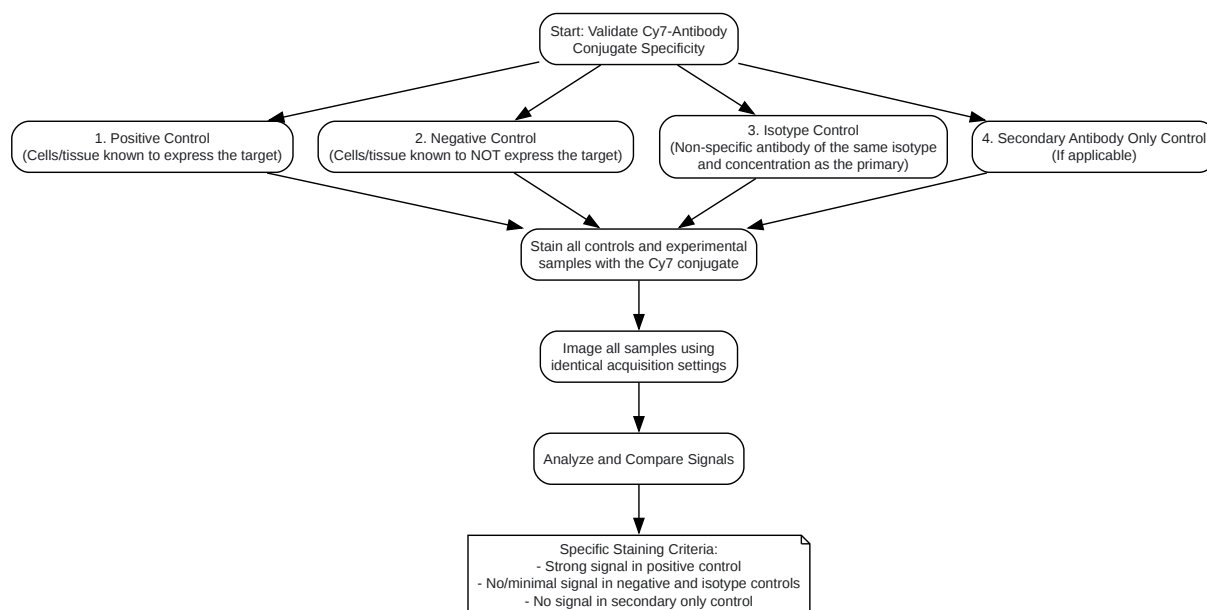 Start: Validate Cy7-Antibody
Conjugate Specificity
1. Positive Control
(Cells/tissue known to express the target)
2. Negative Control
(Cells/tissue known to NOT express the target)
3. Isotype Control
(Non-specific antibody of the same isotype
and concentration as the primary)
4. Secondary Antibody Only Control
(If applicable)
Stain all controls and experimental
samples with the Cy7 conjugate
Image all samples using
identical acquisition settings
Analyze and Compare Signals
Specific Staining Criteria:
- Strong signal in positive control
- No/minimal signal in negative and isotype controls
- No signal in secondary only control